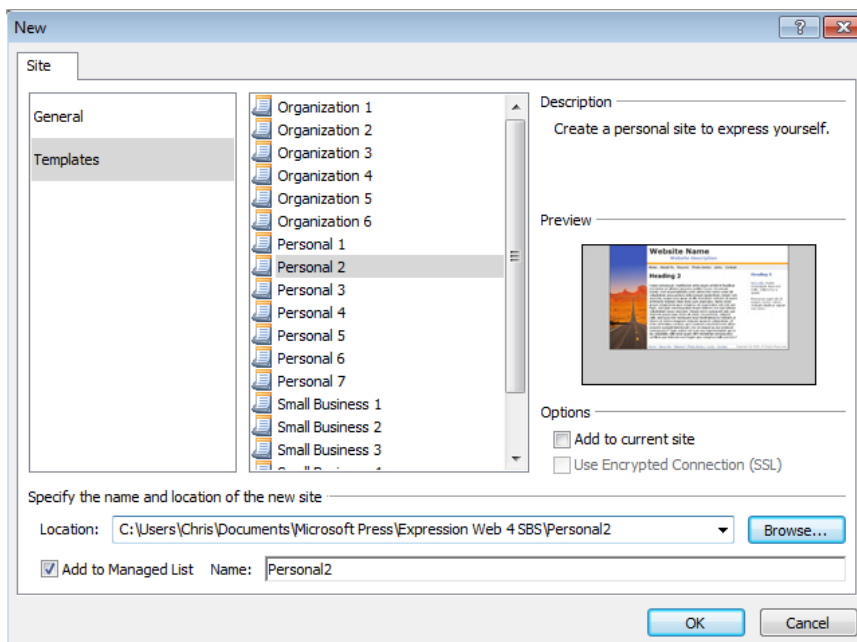 New
Site
General
Templates
Organization 1
Organization 2
Organization 3
Organization 4
Organization 5
Organization 6
Personal 1
Personal 2
Personal 3
Personal 4
Personal 5
Personal 6
Personal 7
Small Business 1
Small Business 2
Small Business 3
Description
Create a personal site to express yourself.
Preview
Website Name
Website description
Heading 2
Options
Add to current site
Use Encrypted Connection (SSL)
Specify the name and location of the new site
Location: C:\Users\Chris\Documents\Microsoft Press\Expression Web 4 SBS\Personal2 Browse...
Add to Managed List Name: Personal2
OK Cancel